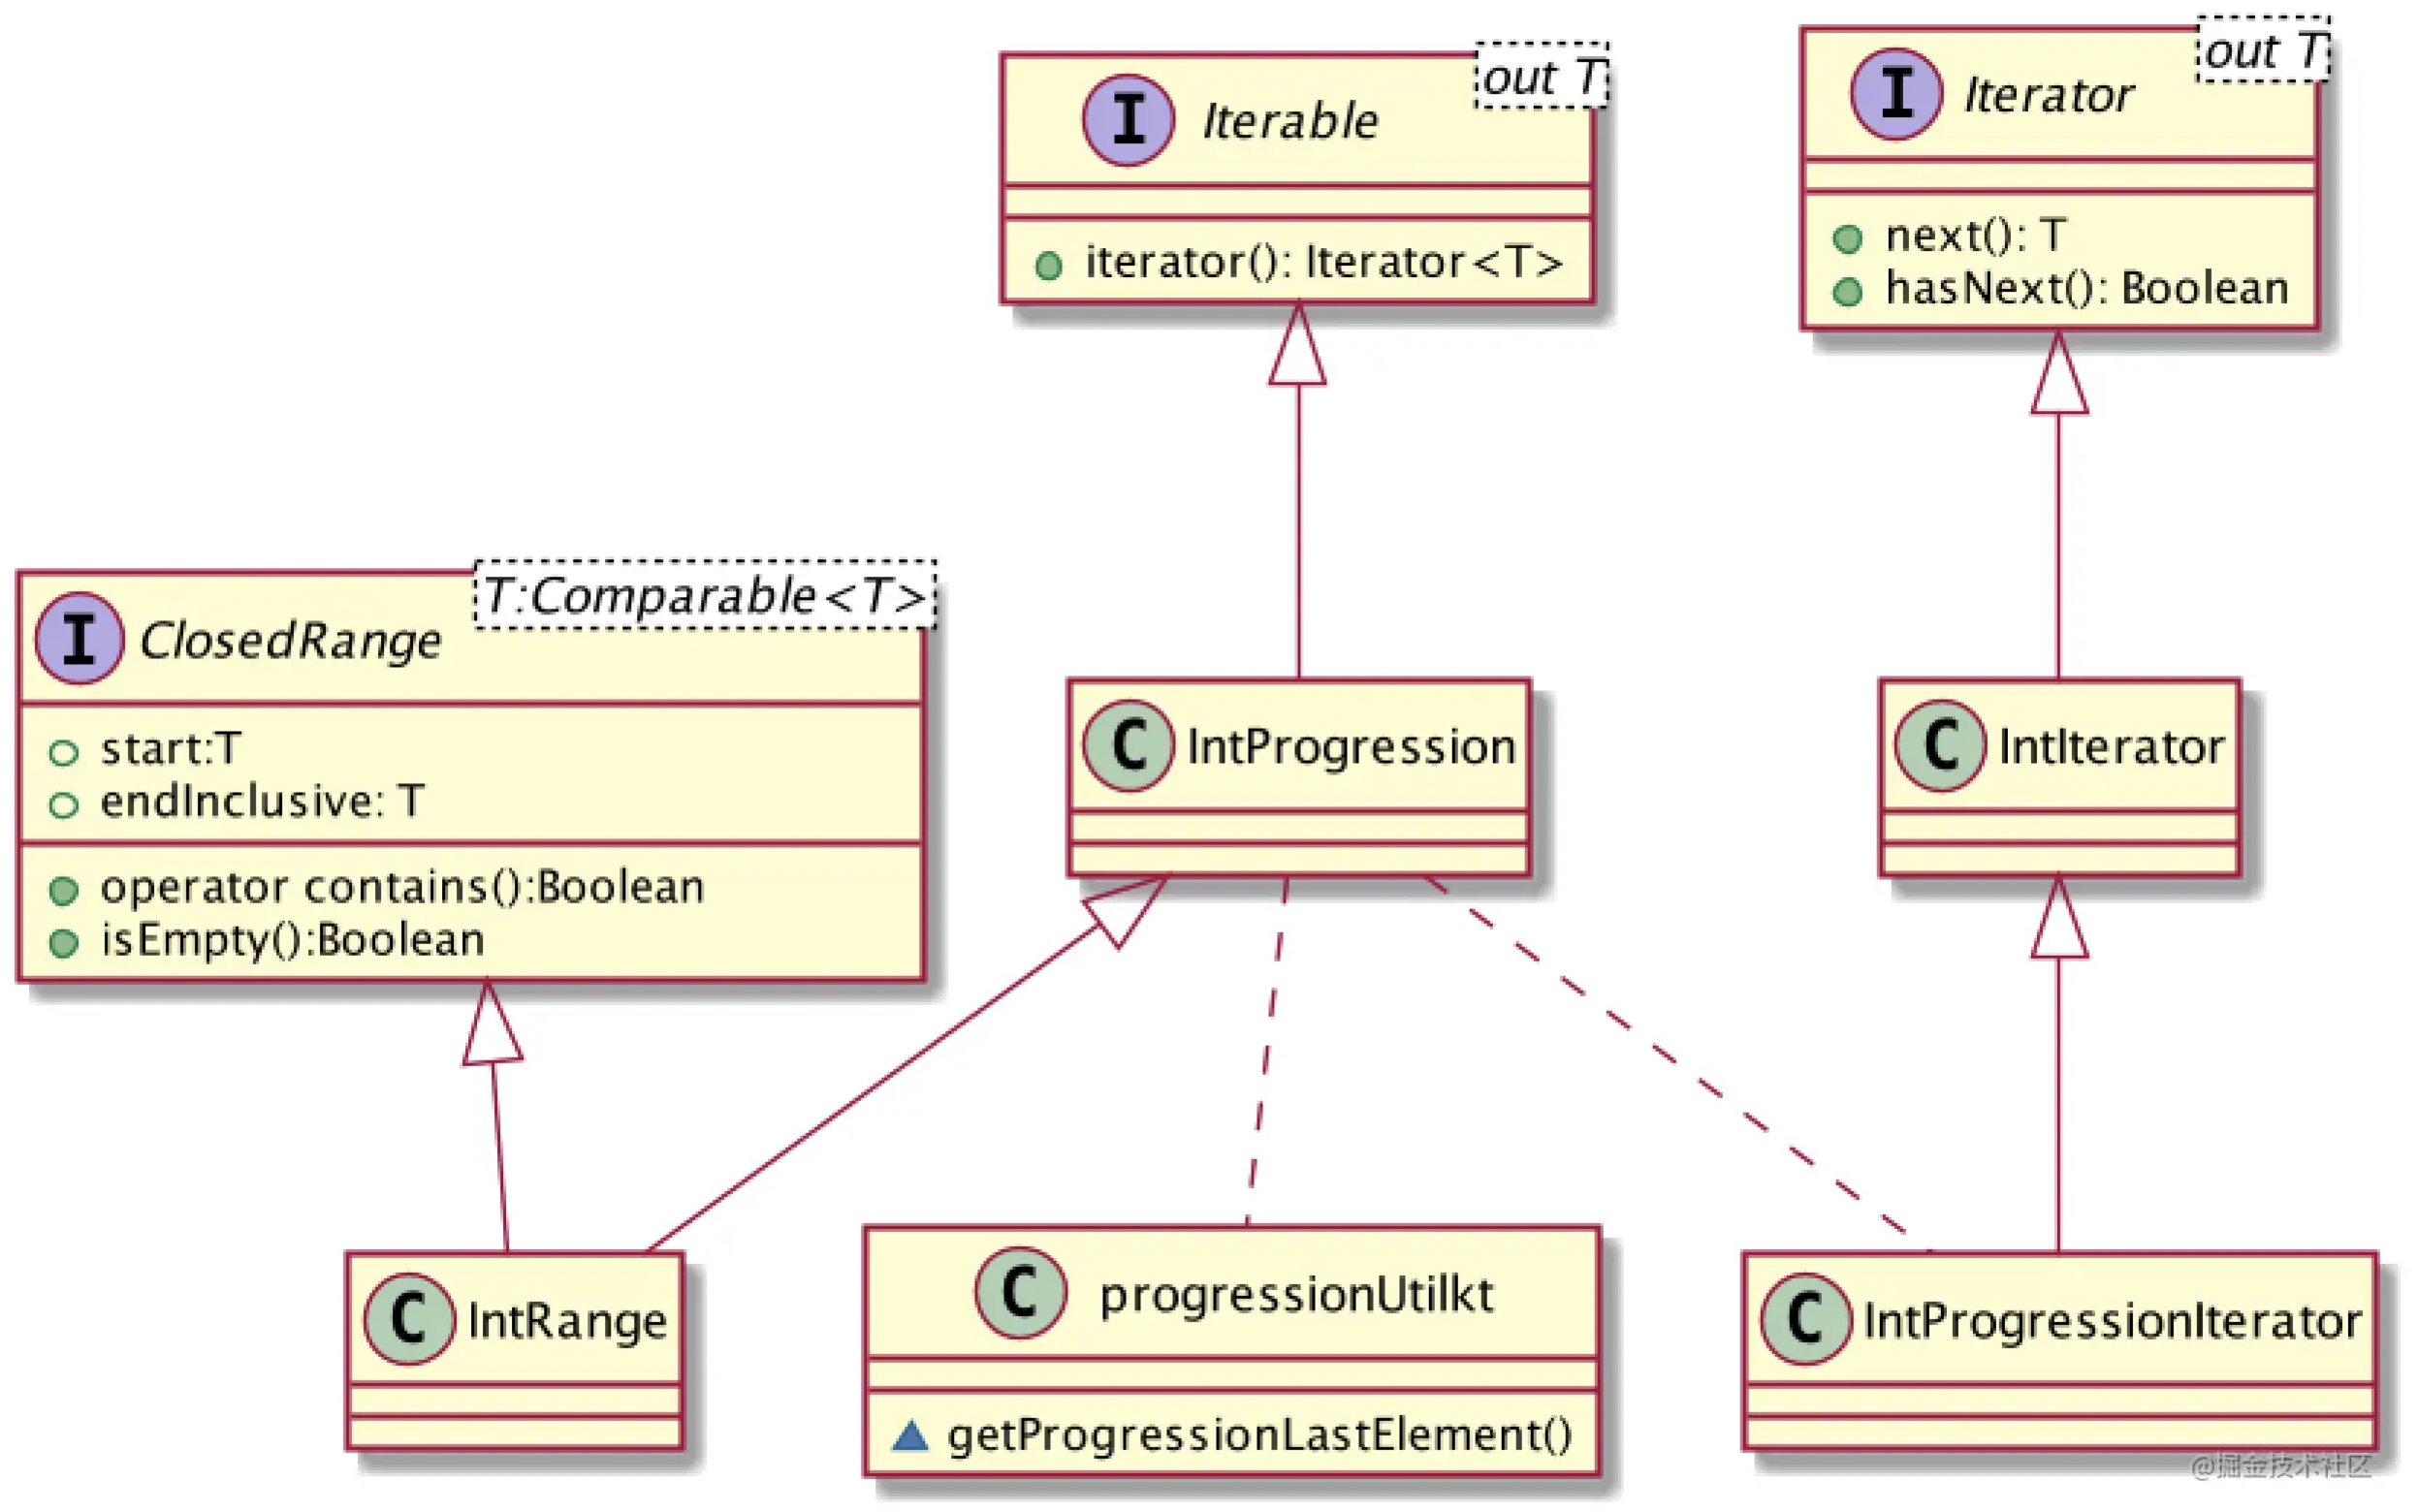 out T
I Iterable
iterator(): Iterator<T>
out T
I Iterator
next(): T
hasNext(): Boolean
T:Comparable<T>
I ClosedRange
start:T
endInclusive: T
operator contains():Boolean
isEmpty():Boolean
C IntProgression
C IntIterator
C IntRange
C progressionUtilkt
getProgressionLastElement()
C IntProgressionIterator
@掘金技术社区